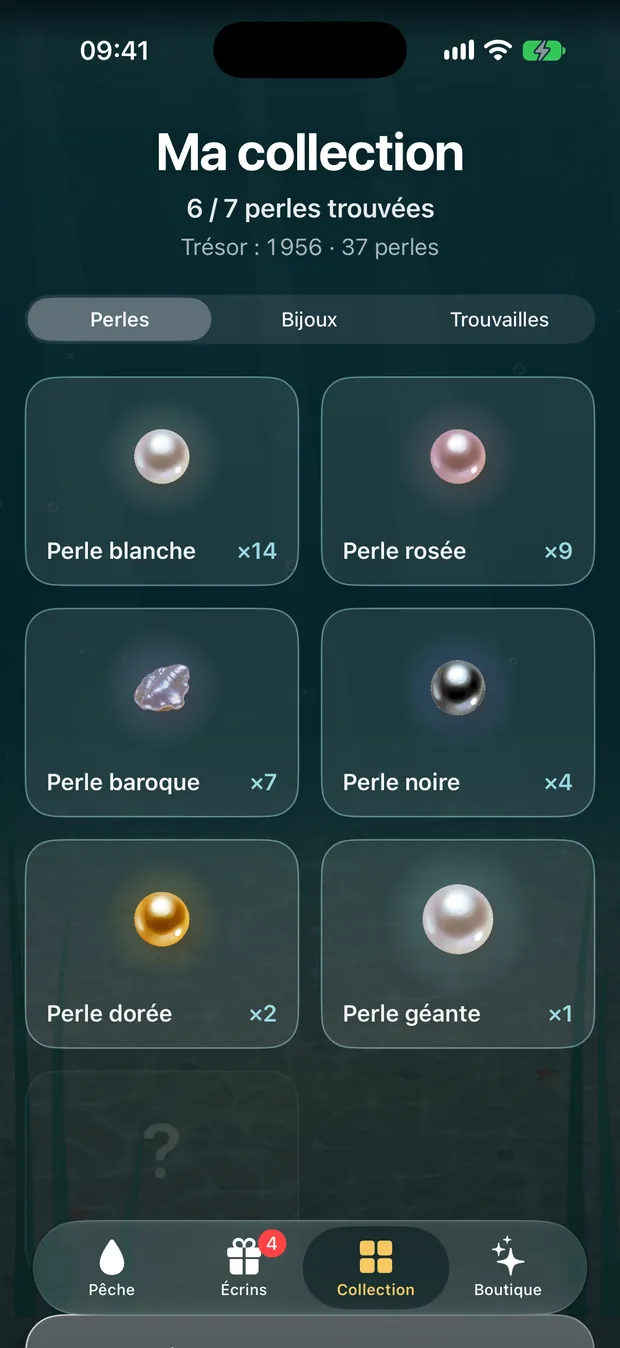 09:41
Ma collection
6 / 7 perles trouvées
Trésor : 1956 · 37 perles
Perles Bijoux Trouvailles
Perle blanche ×14
Perle rosée ×9
Perle baroque ×7
Perle noire ×4
Perle dorée ×2
Perle géante ×1
?
4
Pêche Écrins Collection Boutique